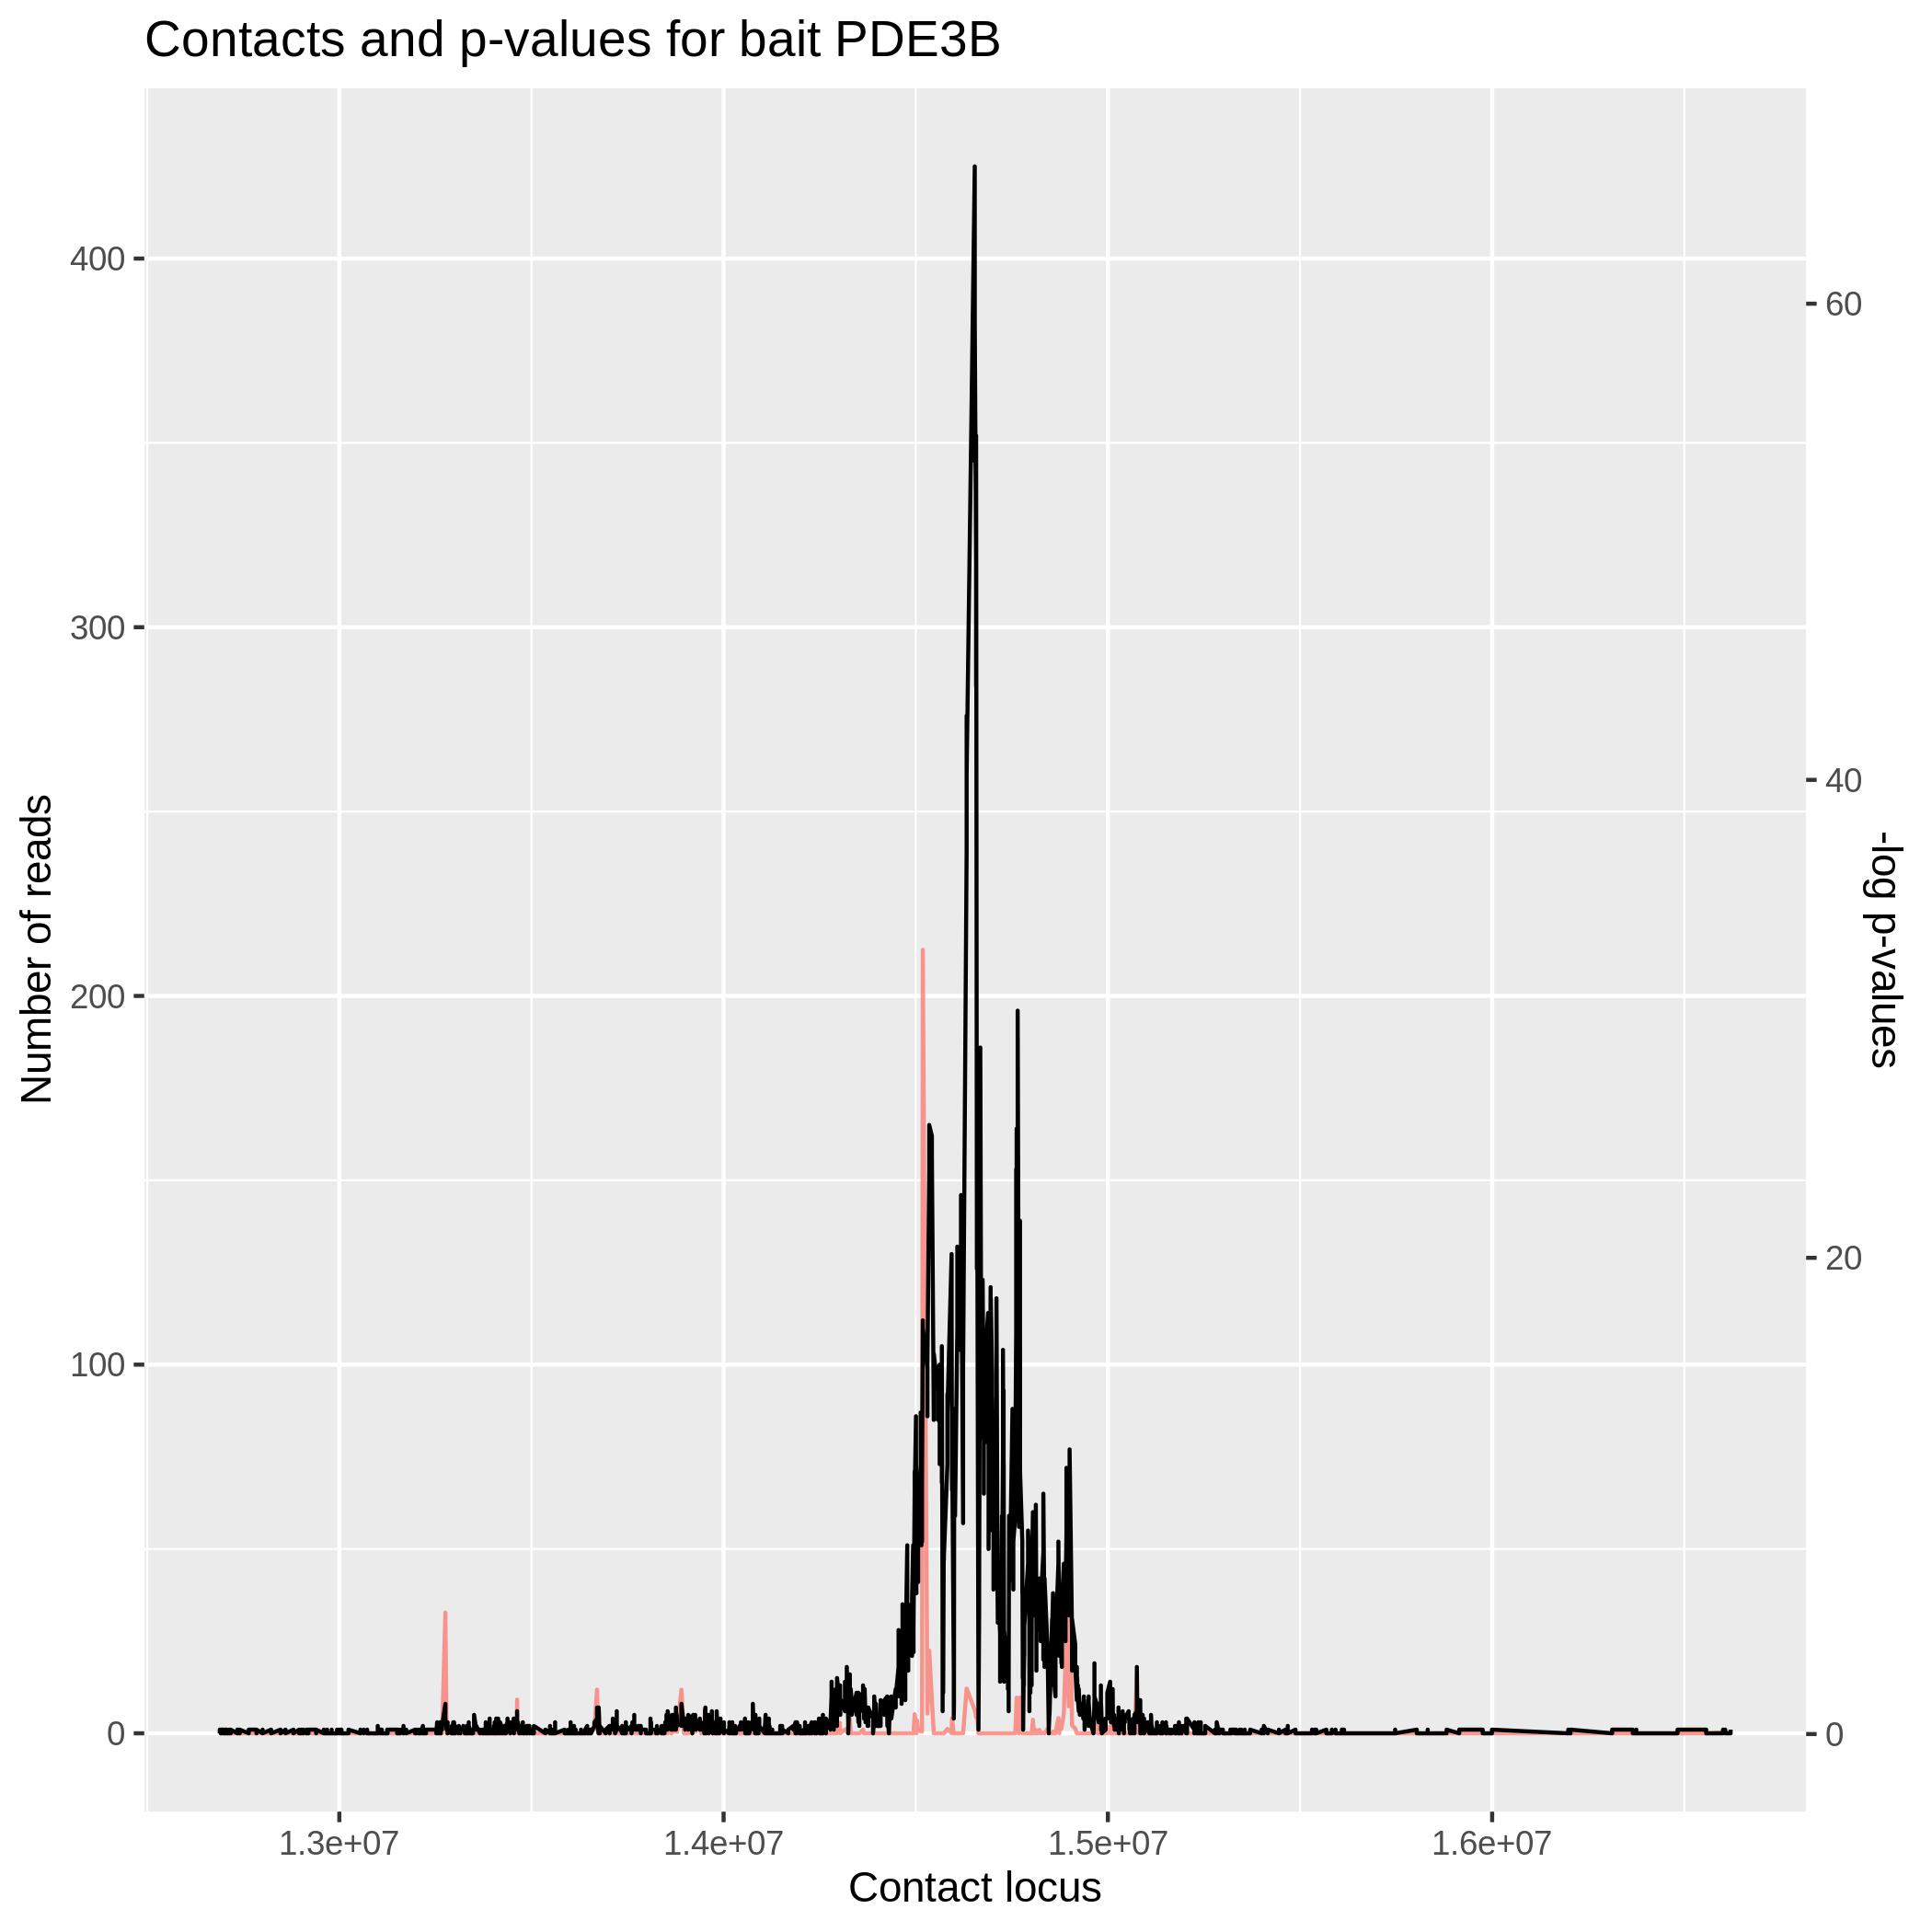 Contacts and p-values for bait PDE3B
Number of reads
400
300
200
100
0
60
40
20
0
-log p-values
1.3e+07 1.4e+07 1.5e+07 1.6e+07
Contact locus